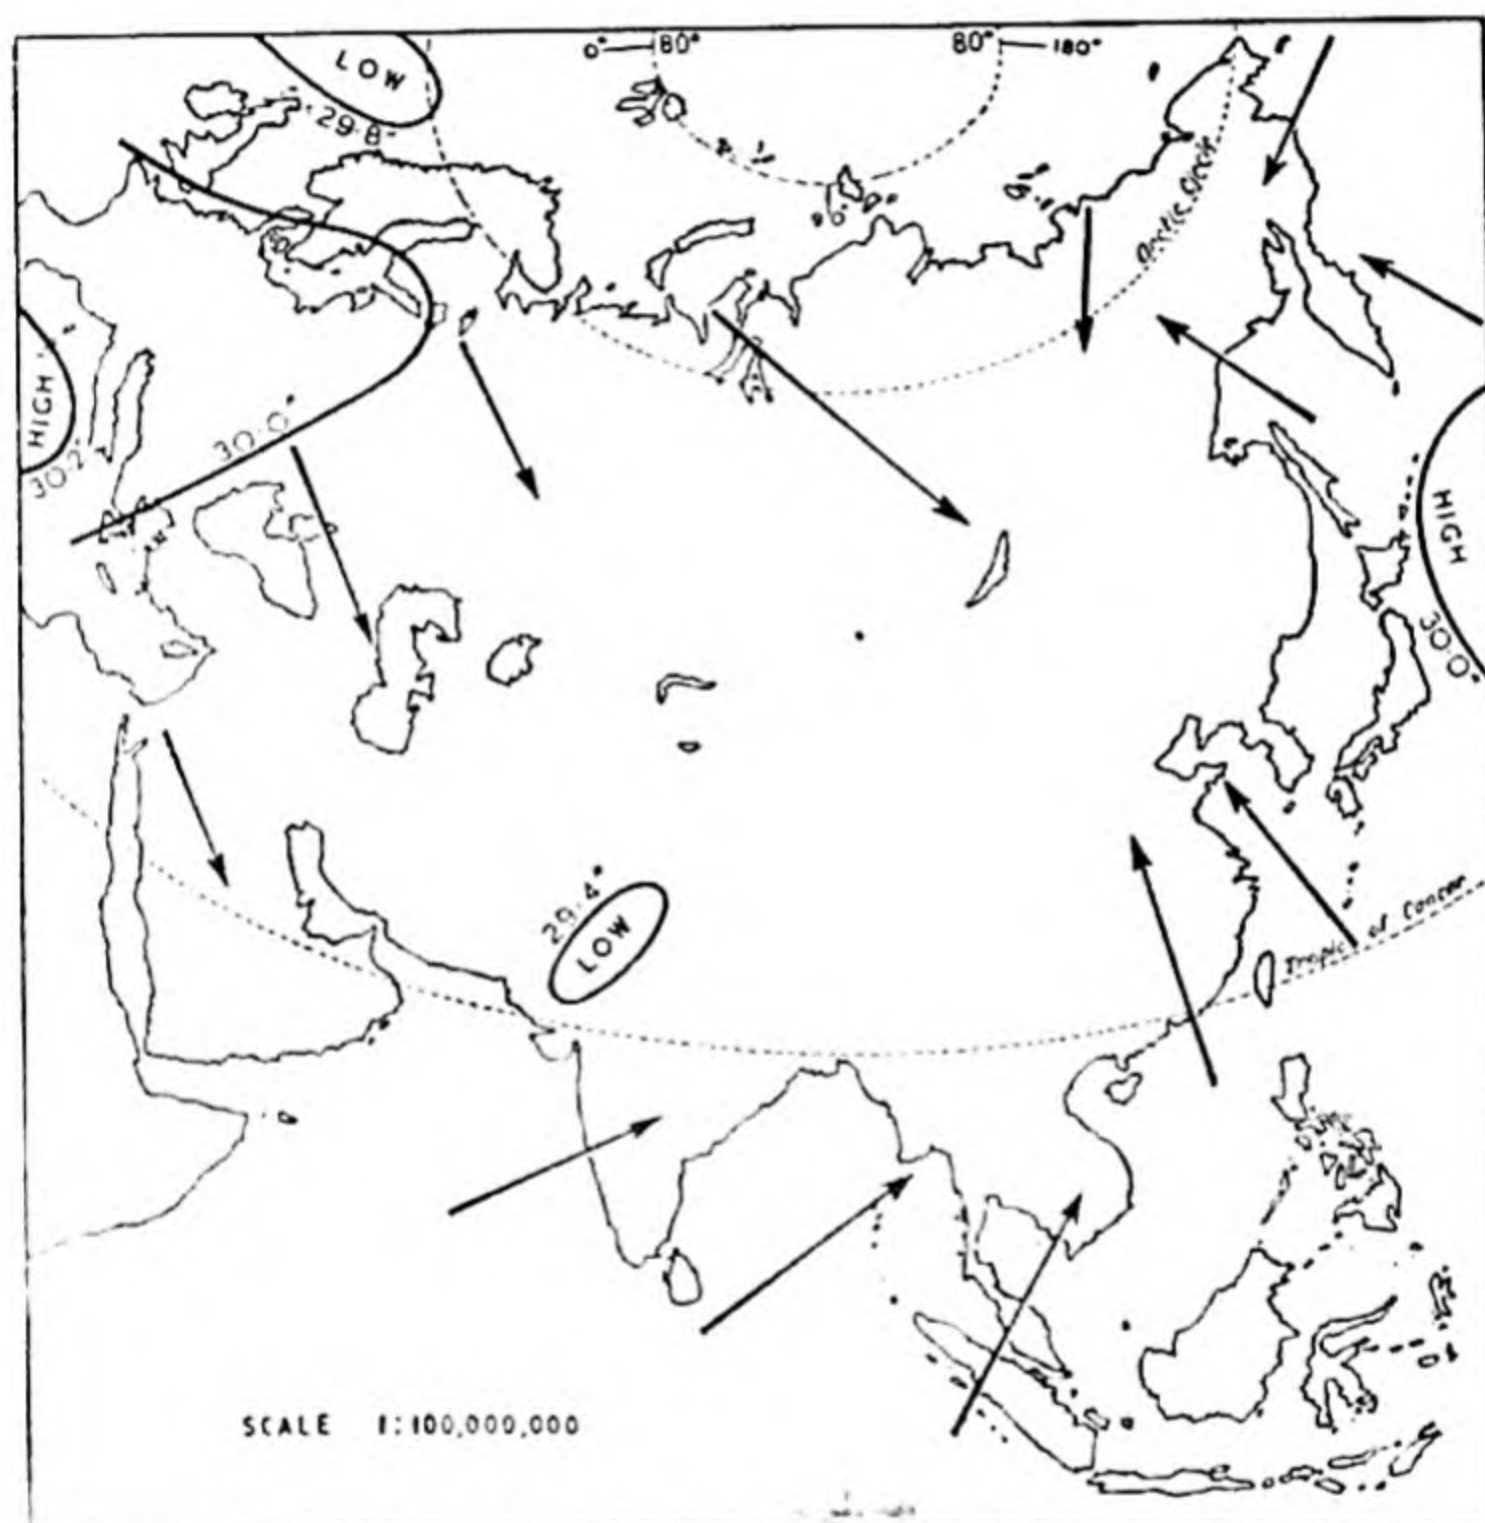 LOW
0° 80°
80° 180°
29·8"
Arctic Circle
HIGH
30·2"
30·0"
HIGH
30·0"
29·4"
LOW
Tropic of Cancer
SCALE 1:100,000,000